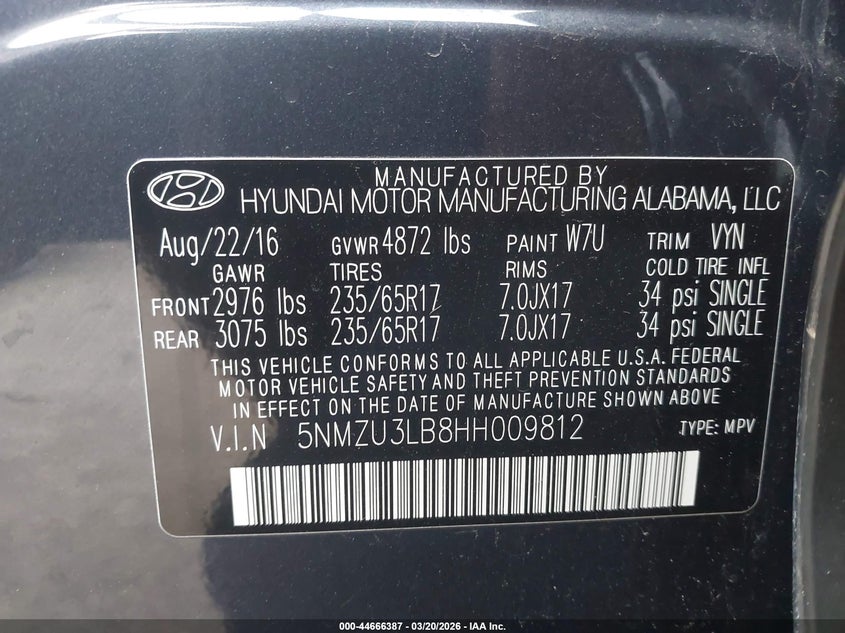 MANUFACTURED BY
HYUNDAI MOTOR MANUFACTURING ALABAMA, LLC
Aug/22/16 GVWR 4872 lbs PAINT W7U TRIM VYN
GAWR TIRES RIMS COLD TIRE INFL
FRONT 2976 lbs 235/65R17 7.0JX17 34 psi SINGLE
REAR 3075 lbs 235/65R17 7.0JX17 34 psi SINGLE
THIS VEHICLE CONFORMS TO ALL APPLICABLE U.S.A. FEDERAL
MOTOR VEHICLE SAFETY AND THEFT PREVENTION STANDARDS
IN EFFECT ON THE DATE OF MANUFACTURE SHOWN ABOVE
V.I.N 5NMZU3LB8HH009812 TYPE: MPV
000-44666387 - 03/20/2026 - IAA Inc.